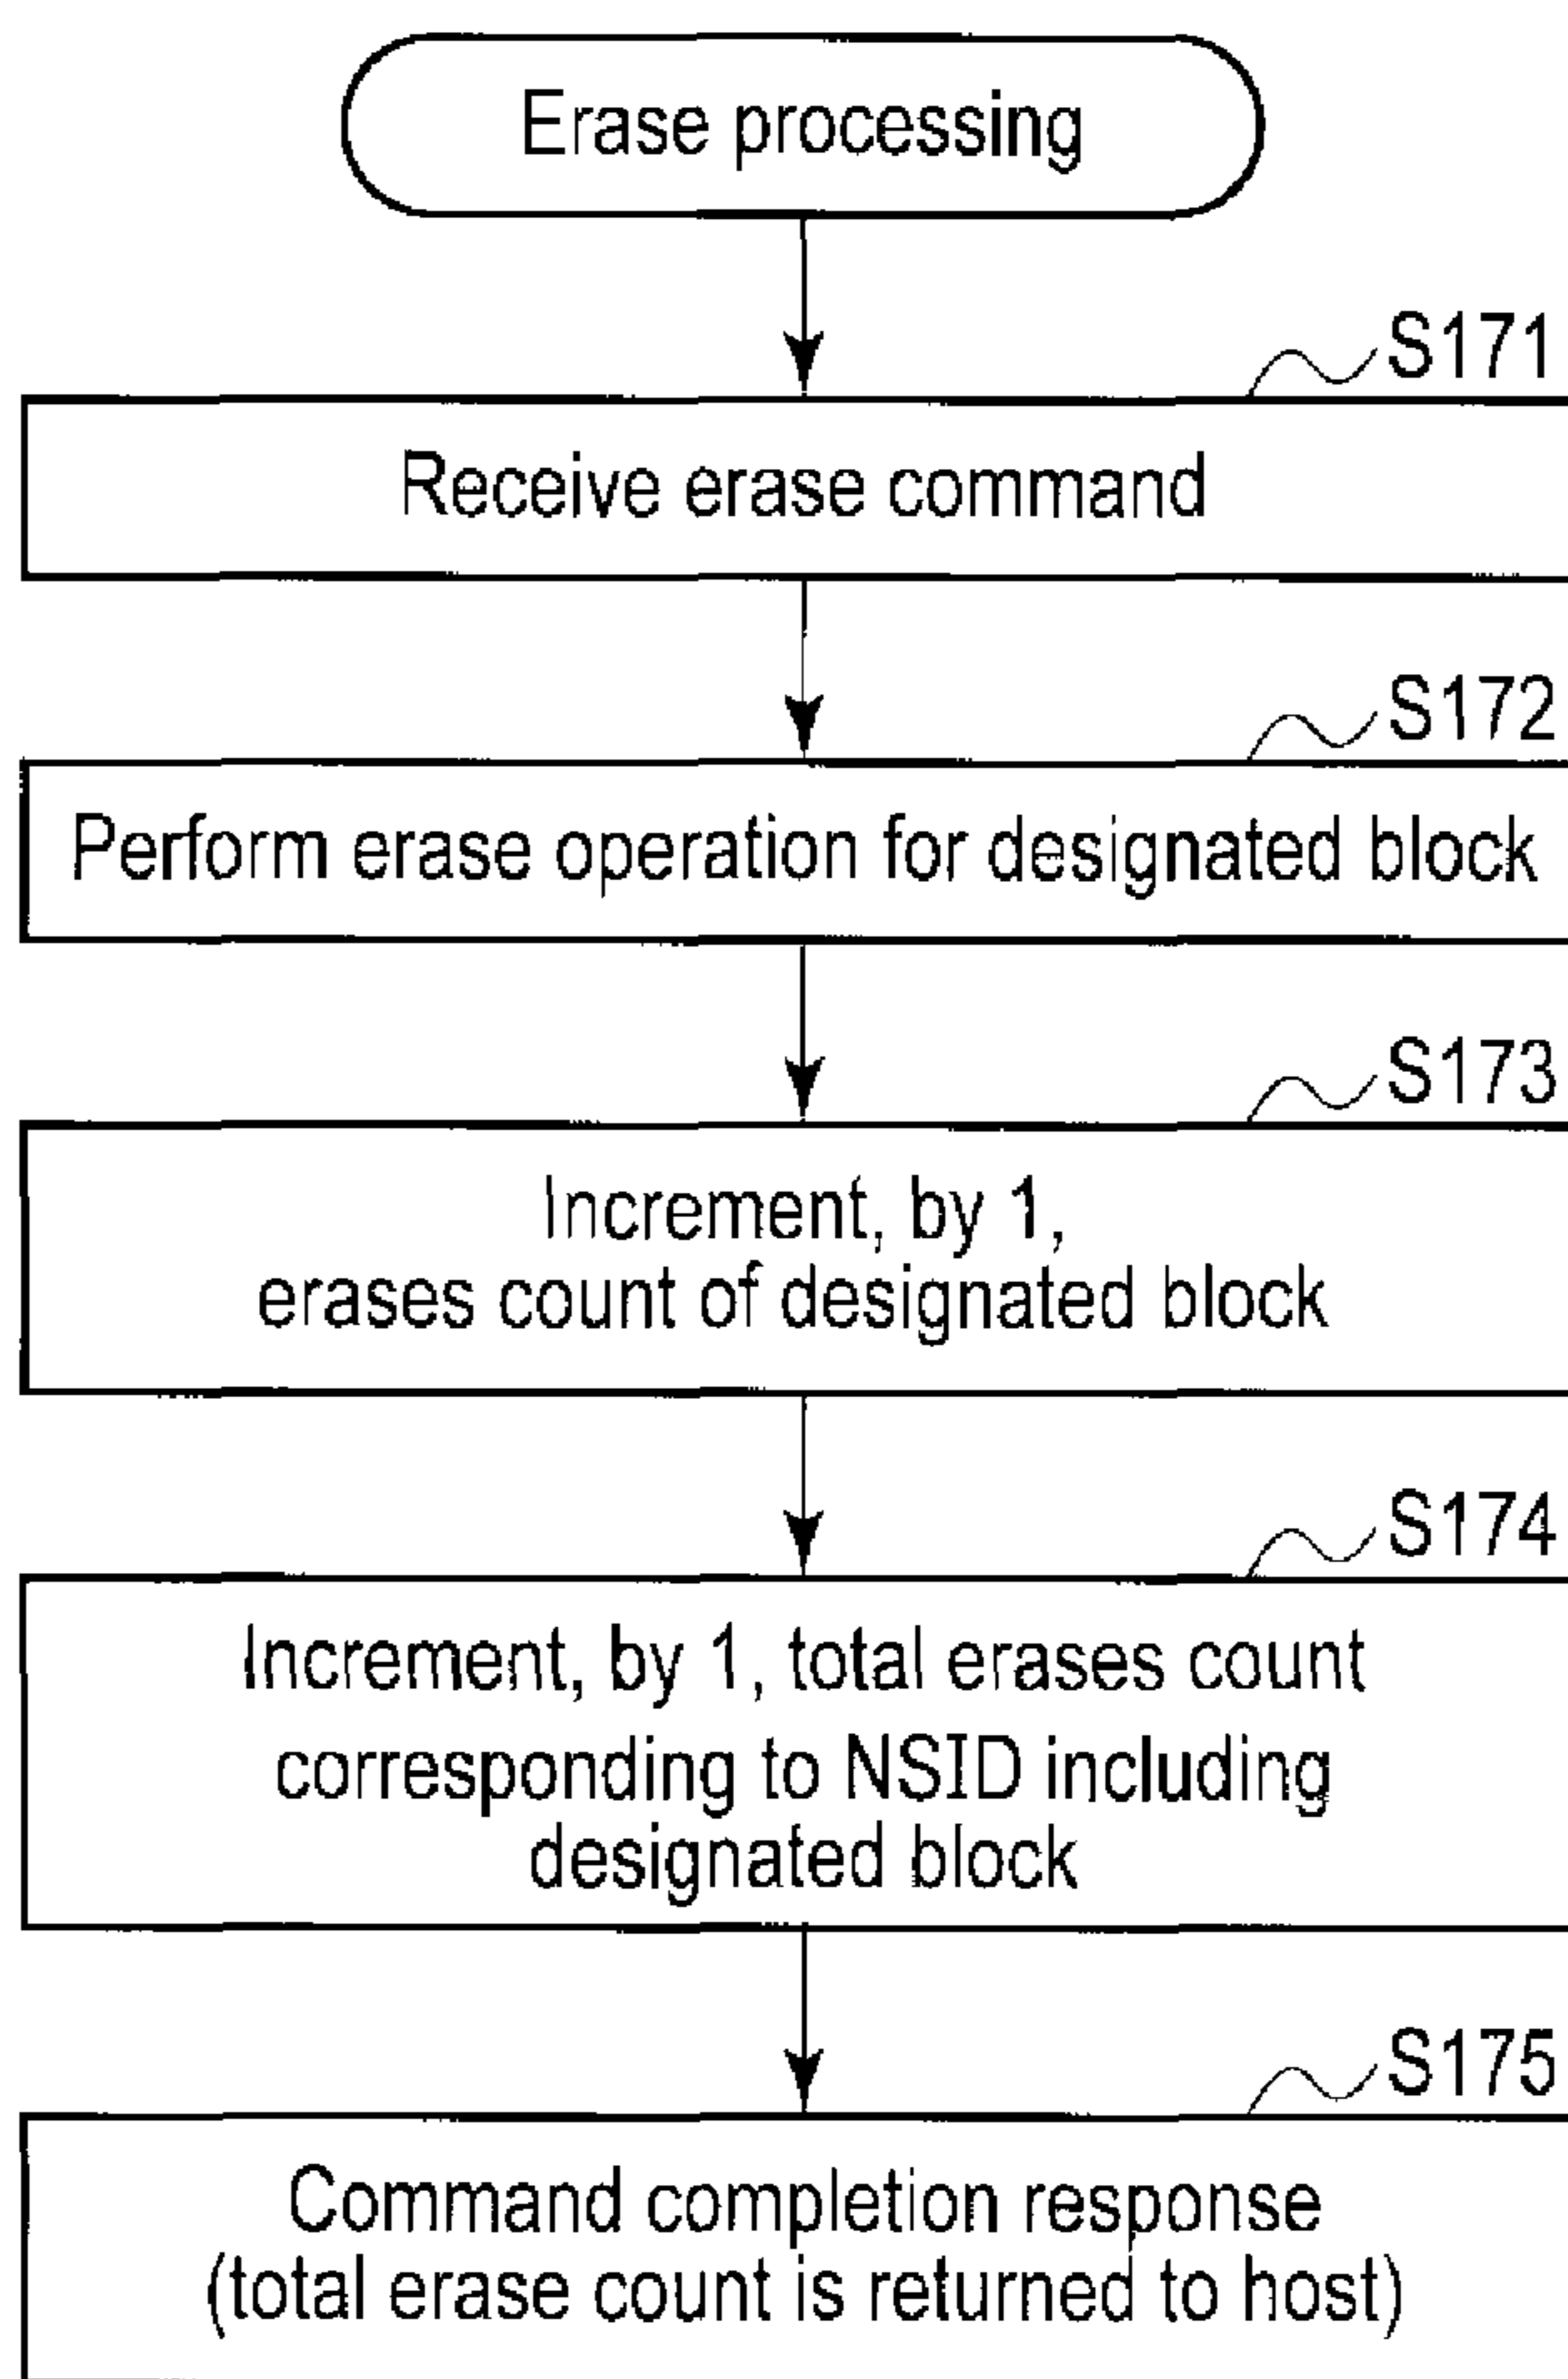 Erase processing
S171
Receive erase command
S172
Perform erase operation for designated block
S173
Increment, by 1,
erases count of designated block
S174
Increment, by 1, total erases count
corresponding to NSID including
designated block
S175
Command completion response
(total erase count is returned to host)